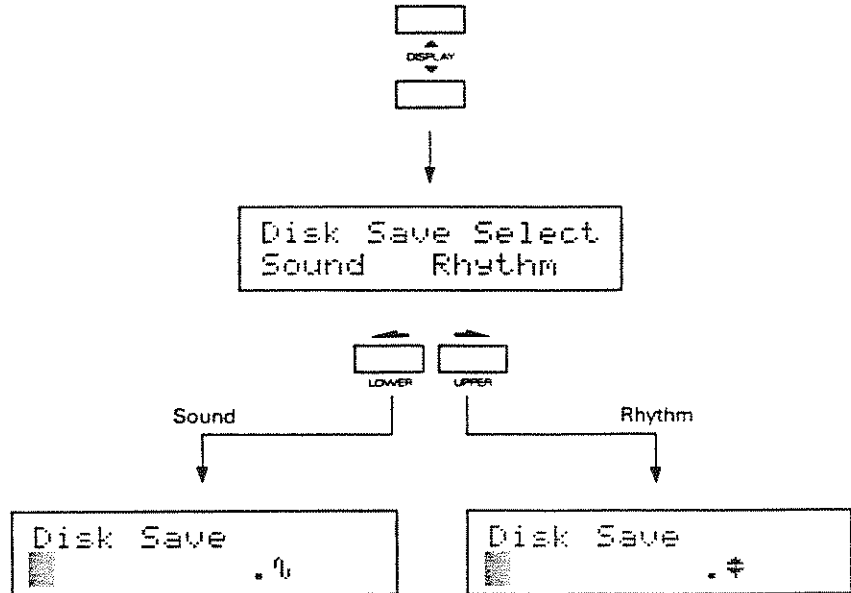 DISPLAY
Disk Save Select
Sound Rhythm
LOWER UPPER
Sound Rhythm
Disk Save
Disk Save